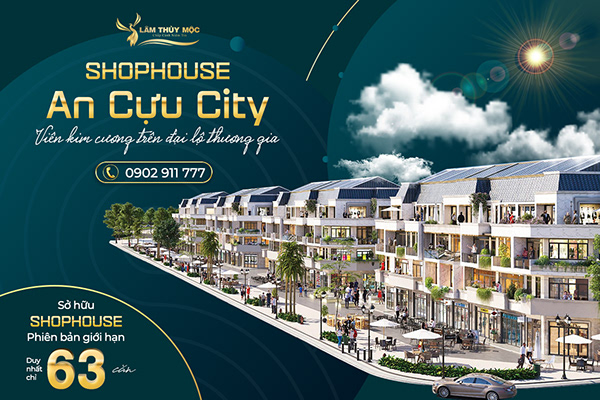 LÂM THỦY MỘC
SHOPHOUSE
An Cựu City
Viên kim cương trên đại lộ thương gia
0902 911 777
Sở hữu
SHOPHOUSE
Phiên bản giới hạn
Duy nhất chỉ 63 căn